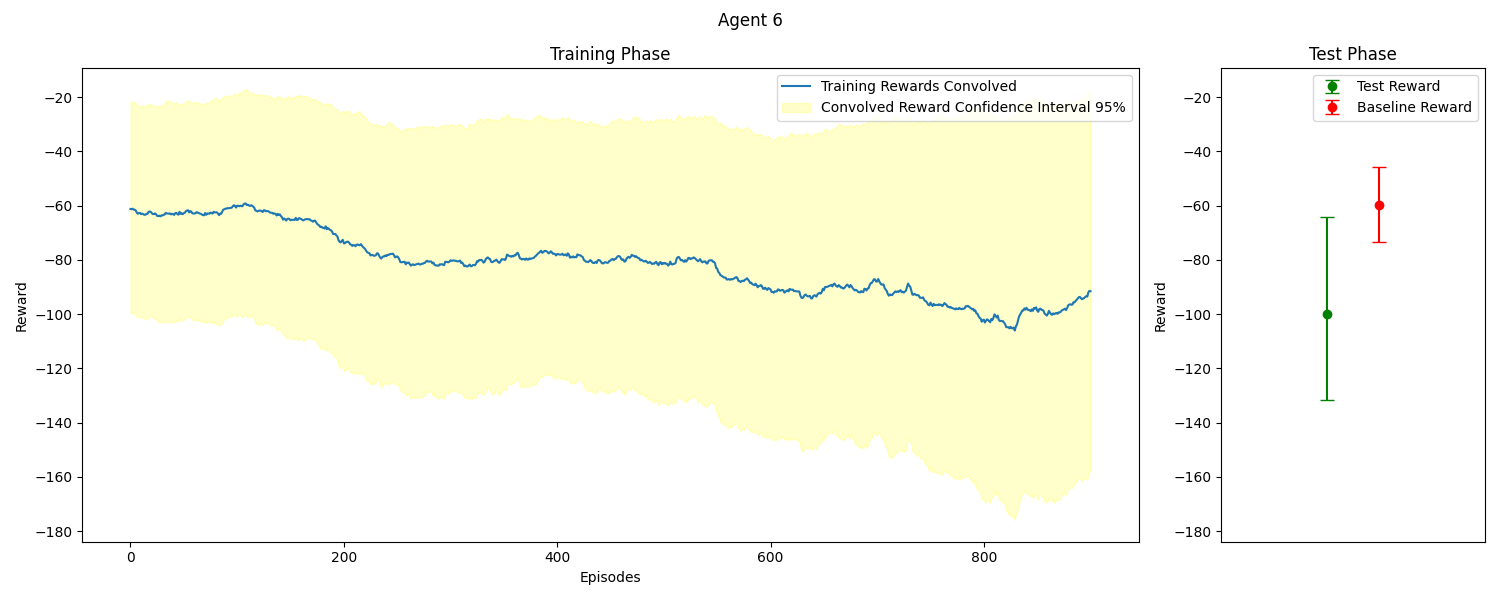 Agent 6
Training Phase
Training Rewards Convolved
Convolved Reward Confidence Interval 95%
−20
−40
−60
−80
−100
−120
−140
−160
−180
Reward
0
200
400
600
800
Episodes
Test Phase
Test Reward
Baseline Reward
−20
−40
−60
−80
−100
−120
−140
−160
−180
Reward